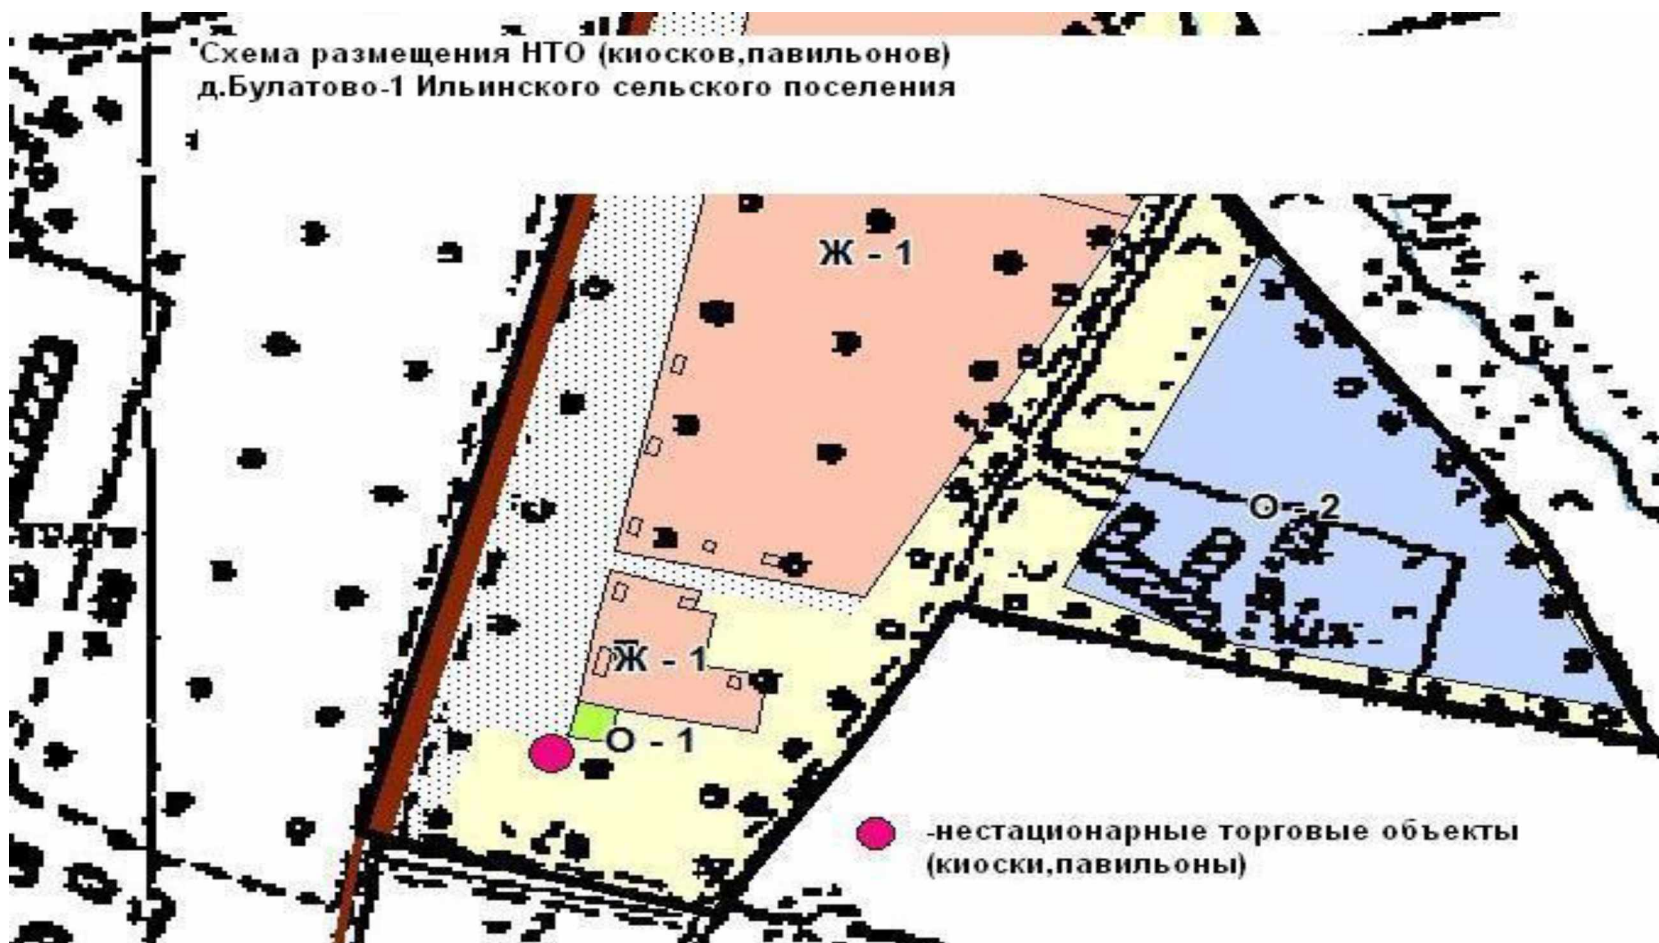 Схема размещения НТО (киосков,павильонов)
д.Булатово-1 Ильинского сельского поселения
Ж - 1
О - 2
Ж - 1
О - 1
-нестационарные торговые объекты
(киоски,павильоны)